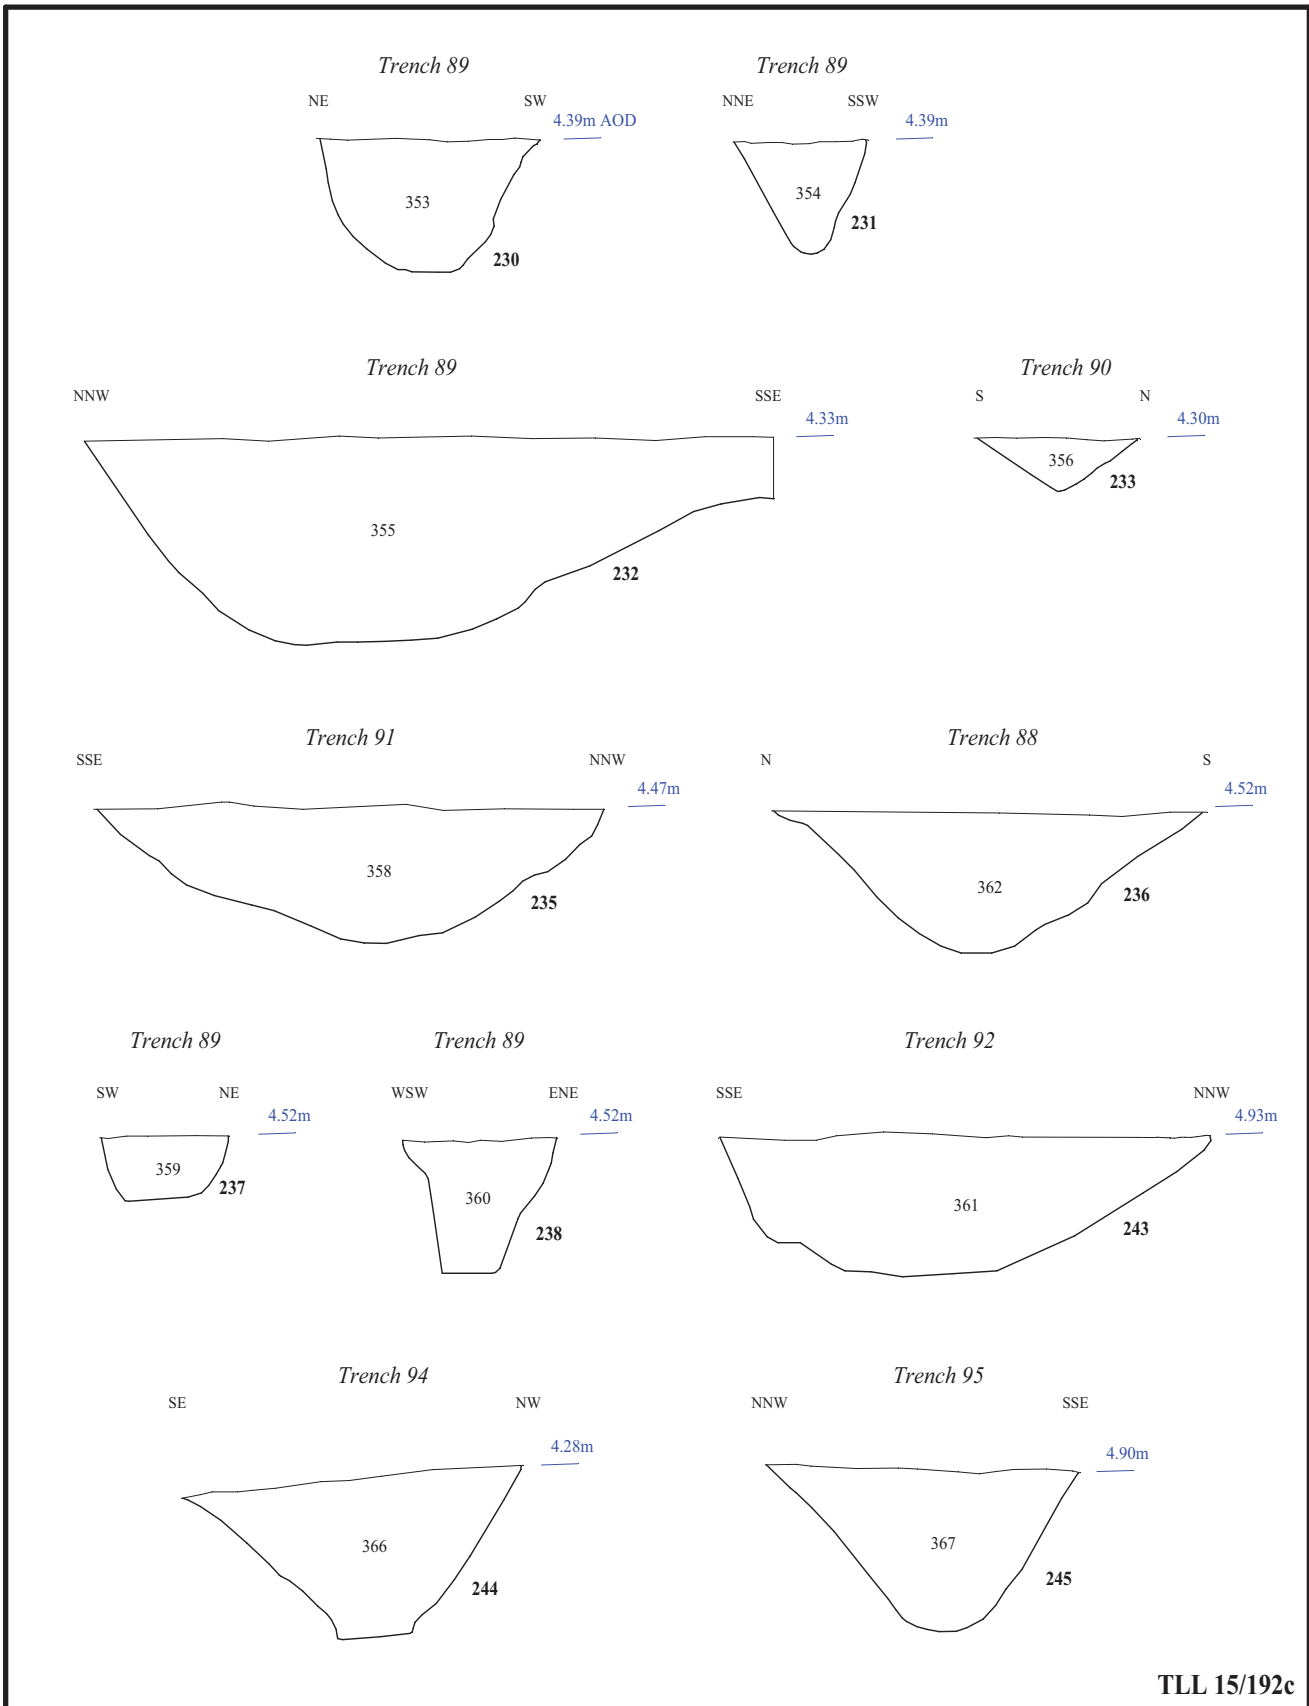 Trench 89
NE SW
4.39m AOD
353
230
Trench 89
NNE SSW
4.39m
354
231
Trench 89
NNW SSE
4.33m
355
232
Trench 90
S N
4.30m
356
233
Trench 91
SSE NNW
4.47m
358
235
Trench 88
N S
4.52m
362
236
Trench 89
SW NE
4.52m
359
237
Trench 89
WSW ENE
4.52m
360
238
Trench 92
SSE NNW
4.93m
361
243
Trench 94
SE NW
4.28m
366
244
Trench 95
NNW SSE
4.90m
367
245
TLL 15/192c